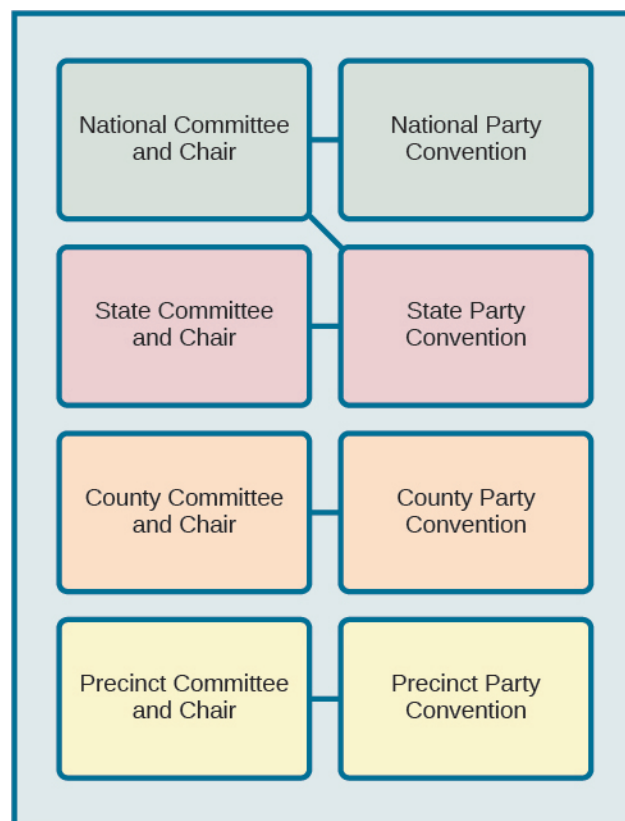 National Committee
and Chair
National Party
Convention
State Committee
and Chair
State Party
Convention
County Committee
and Chair
County Party
Convention
Precinct Committee
and Chair
Precinct Party
Convention